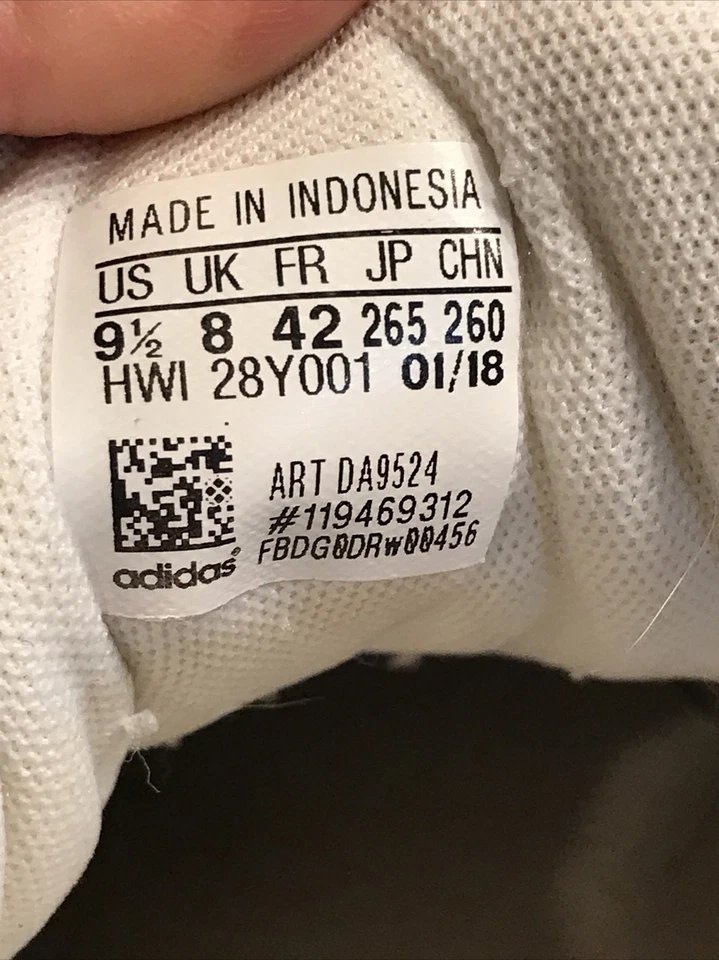 MADE IN INDONESIA
US UK FR JP CHN
9½ 8 42 265 260
HWI 28Y001 01/18
ART DA9524
#119469312
FBDG0DRw00456
adidas®